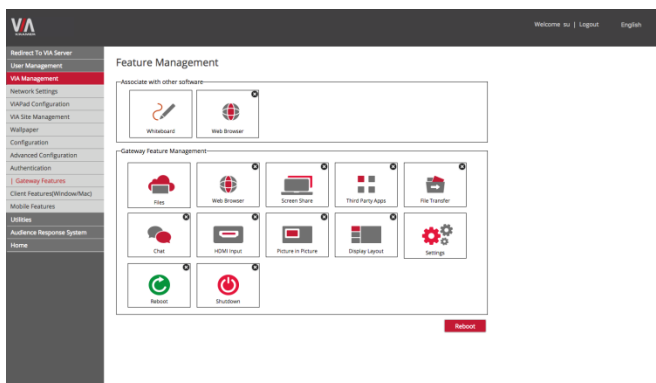 VIA
Welcome su | Logout English
Redirect To VIA Server
User Management
VIA Management
Network Settings
VIAPad Configuration
VIA Site Management
Wallpaper
Configuration
Advanced Configuration
Authentication
| Gateway Features
Client Features(Window/Mac)
Mobile Features
Utilities
Audience Response System
Home
Feature Management
Associate with other software
Whiteboard Web Browser
Gateway Feature Management
Files Web Browser Screen Share Third Party Apps File Transfer
Chat HDMI Input Picture in Picture Display Layout Settings
Reboot Shutdown
Reboot